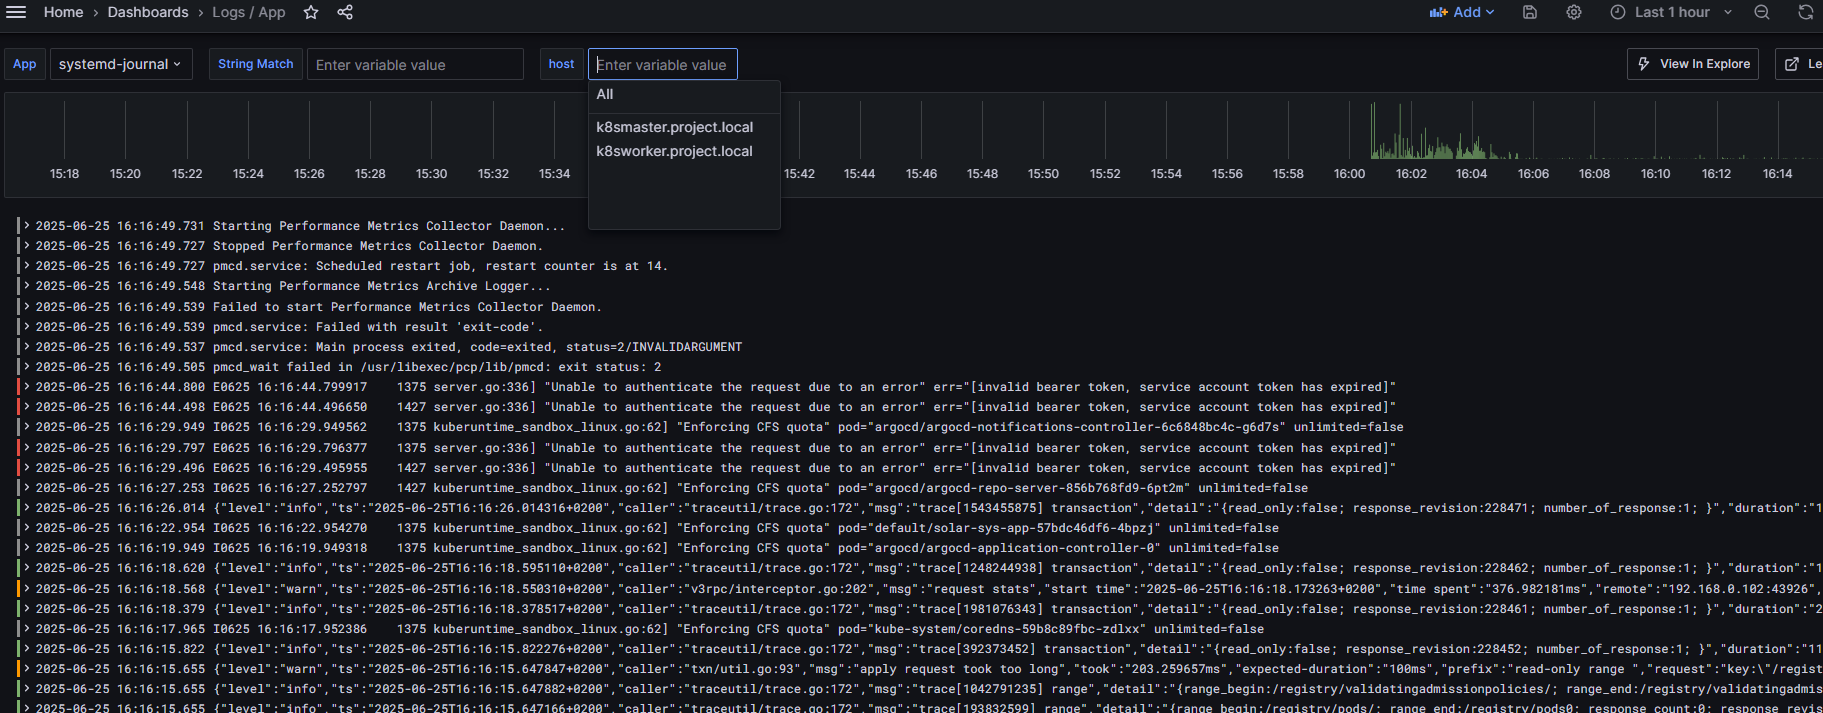 Home › Dashboards › Logs / App
Add
Last 1 hour
App
systemd-journal
String Match
Enter variable value
host
Enter variable value
View In Explore
Le
All
k8smaster.project.local
k8sworker.project.local
15:18 15:20 15:22 15:24 15:26 15:28 15:30 15:32 15:34 15:42 15:44 15:46 15:48 15:50 15:52 15:54 15:56 15:58 16:00 16:02 16:04 16:06 16:08 16:10 16:12 16:14
> 2025-06-25 16:16:49.731 Starting Performance Metrics Collector Daemon...
> 2025-06-25 16:16:49.727 Stopped Performance Metrics Collector Daemon.
> 2025-06-25 16:16:49.727 pmcd.service: Scheduled restart job, restart counter is at 14.
> 2025-06-25 16:16:49.548 Starting Performance Metrics Archive Logger...
> 2025-06-25 16:16:49.539 Failed to start Performance Metrics Collector Daemon.
> 2025-06-25 16:16:49.539 pmcd.service: Failed with result 'exit-code'.
> 2025-06-25 16:16:49.537 pmcd.service: Main process exited, code=exited, status=2/INVALIDARGUMENT
> 2025-06-25 16:16:49.505 pmcd_wait failed in /usr/libexec/pcp/lib/pmcd: exit status: 2
> 2025-06-25 16:16:44.800 E0625 16:16:44.799917    1375 server.go:336] "Unable to authenticate the request due to an error" err="[invalid bearer token, service account token has expired]"
> 2025-06-25 16:16:44.498 E0625 16:16:44.496650    1427 server.go:336] "Unable to authenticate the request due to an error" err="[invalid bearer token, service account token has expired]"
> 2025-06-25 16:16:29.949 I0625 16:16:29.949562    1375 kuberuntime_sandbox_linux.go:62] "Enforcing CFS quota" pod="argocd/argocd-notifications-controller-6c6848bc4c-g6d7s" unlimited=false
> 2025-06-25 16:16:29.797 E0625 16:16:29.796377    1375 server.go:336] "Unable to authenticate the request due to an error" err="[invalid bearer token, service account token has expired]"
> 2025-06-25 16:16:29.496 E0625 16:16:29.495955    1427 server.go:336] "Unable to authenticate the request due to an error" err="[invalid bearer token, service account token has expired]"
> 2025-06-25 16:16:27.253 I0625 16:16:27.252797    1427 kuberuntime_sandbox_linux.go:62] "Enforcing CFS quota" pod="argocd/argocd-repo-server-856b768fd9-6pt2m" unlimited=false
> 2025-06-25 16:16:26.014 {"level":"info","ts":"2025-06-25T16:16:26.014316+0200","caller":"traceutil/trace.go:172","msg":"trace[1543455875] transaction","detail":"{read_only:false; response_revision:228471; number_of_response:1; }","duration":"1
> 2025-06-25 16:16:22.954 I0625 16:16:22.954270    1375 kuberuntime_sandbox_linux.go:62] "Enforcing CFS quota" pod="default/solar-sys-app-57bdc46df6-4bpzj" unlimited=false
> 2025-06-25 16:16:19.949 I0625 16:16:19.949318    1375 kuberuntime_sandbox_linux.go:62] "Enforcing CFS quota" pod="argocd/argocd-application-controller-0" unlimited=false
> 2025-06-25 16:16:18.620 {"level":"info","ts":"2025-06-25T16:16:18.595110+0200","caller":"traceutil/trace.go:172","msg":"trace[1248244938] transaction","detail":"{read_only:false; response_revision:228462; number_of_response:1; }","duration":"1
> 2025-06-25 16:16:18.568 {"level":"warn","ts":"2025-06-25T16:16:18.550310+0200","caller":"v3rpc/interceptor.go:202","msg":"request stats","start time":"2025-06-25T16:16:18.173263+0200","time spent":"376.982181ms","remote":"192.168.0.102:43926",
> 2025-06-25 16:16:18.379 {"level":"info","ts":"2025-06-25T16:16:18.378517+0200","caller":"traceutil/trace.go:172","msg":"trace[1981076343] transaction","detail":"{read_only:false; response_revision:228461; number_of_response:1; }","duration":"2
> 2025-06-25 16:16:17.965 I0625 16:16:17.952386    1375 kuberuntime_sandbox_linux.go:62] "Enforcing CFS quota" pod="kube-system/coredns-59b8c89fbc-zdlxx" unlimited=false
> 2025-06-25 16:16:15.822 {"level":"info","ts":"2025-06-25T16:16:15.822276+0200","caller":"traceutil/trace.go:172","msg":"trace[392373452] transaction","detail":"{read_only:false; response_revision:228452; number_of_response:1; }","duration":"11
> 2025-06-25 16:16:15.655 {"level":"warn","ts":"2025-06-25T16:16:15.647847+0200","caller":"txn/util.go:93","msg":"apply request took too long","took":"203.259657ms","expected-duration":"100ms","prefix":"read-only range ","request":"key:\"/regist
> 2025-06-25 16:16:15.655 {"level":"info","ts":"2025-06-25T16:16:15.647882+0200","caller":"traceutil/trace.go:172","msg":"trace[1042791235] range","detail":"{range_begin:/registry/validatingadmissionpolicies/; range_end:/registry/validatingadmis
> 2025-06-25 16:16:15.655 {"level":"info","ts":"2025-06-25T16:16:15.647166+0200","caller":"traceutil/trace.go:172","msg":"trace[193832599] range","detail":"{range_begin:/registry/pods/; range_end:/registry/pods0; response_count:0; response_revis